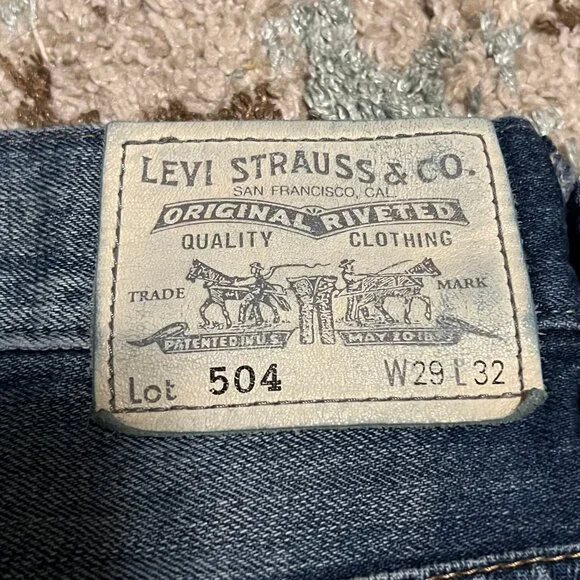 LEVI STRAUSS & CO.
SAN FRANCISCO, CAL.
ORIGINAL RIVETED
QUALITY CLOTHING
TRADE MARK
PATENTED IN U.S. MAY 20 18
Lot 504 W29 L32